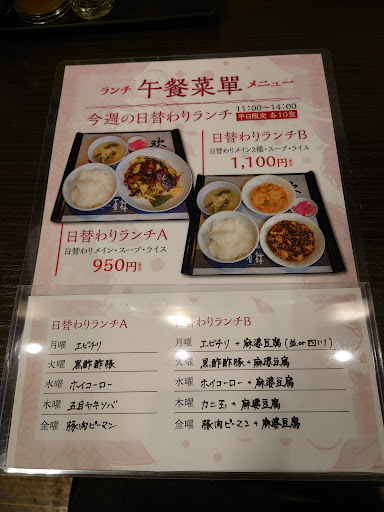 ランチ 午餐菜單 メニュー
今週の日替わりランチ 11:00～14:00 平日限定 各10食
日替わりランチB
日替わりメイン2種・スープ・ライス
1,100円
日替わりランチA
日替わりメイン・スープ・ライス
950円
日替わりランチA
月曜 エビチリ
火曜 黒酢酢豚
水曜 ホイコーロー
木曜 五目ヤキソバ
金曜 豚肉ピーマン
替わりランチB
月曜 エビチリ + 麻婆豆腐 (並or四川)
火曜 黒酢酢豚 + 麻婆豆腐
水曜 ホイコーロー + 麻婆豆腐
木曜 カニ玉 + 麻婆豆腐
金曜 豚肉ピーマン + 麻婆豆腐